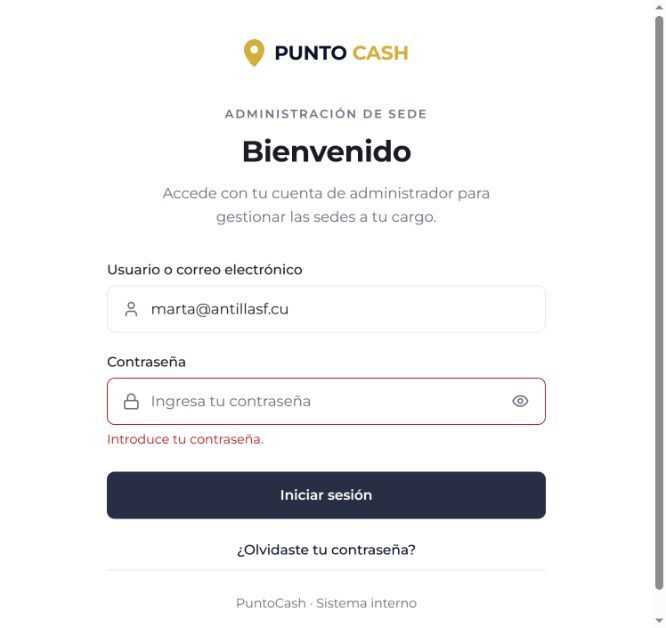 PUNTO CASH
ADMINISTRACIÓN DE SEDE
Bienvenido
Accede con tu cuenta de administrador para
gestionar las sedes a tu cargo.
Usuario o correo electrónico
marta@antillasf.cu
Contraseña
Ingresa tu contraseña
Introduce tu contraseña.
Iniciar sesión
¿Olvidaste tu contraseña?
PuntoCash · Sistema interno